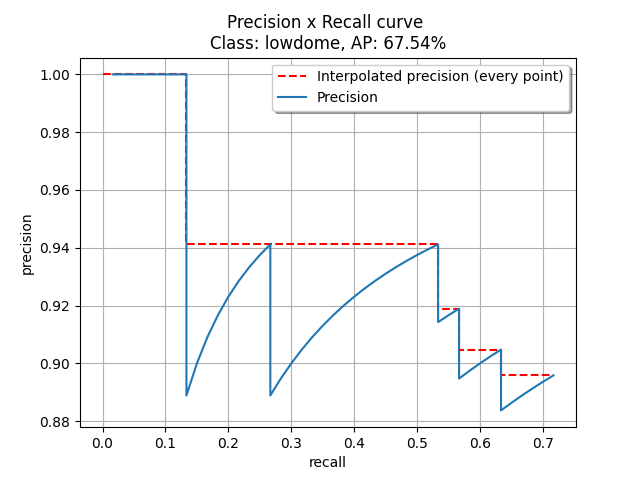 Precision x Recall curve
Class: lowdome, AP: 67.54%
Interpolated precision (every point)
Precision
1.00
0.98
0.96
0.94
0.92
0.90
0.88
precision
0.0 0.1 0.2 0.3 0.4 0.5 0.6 0.7
recall